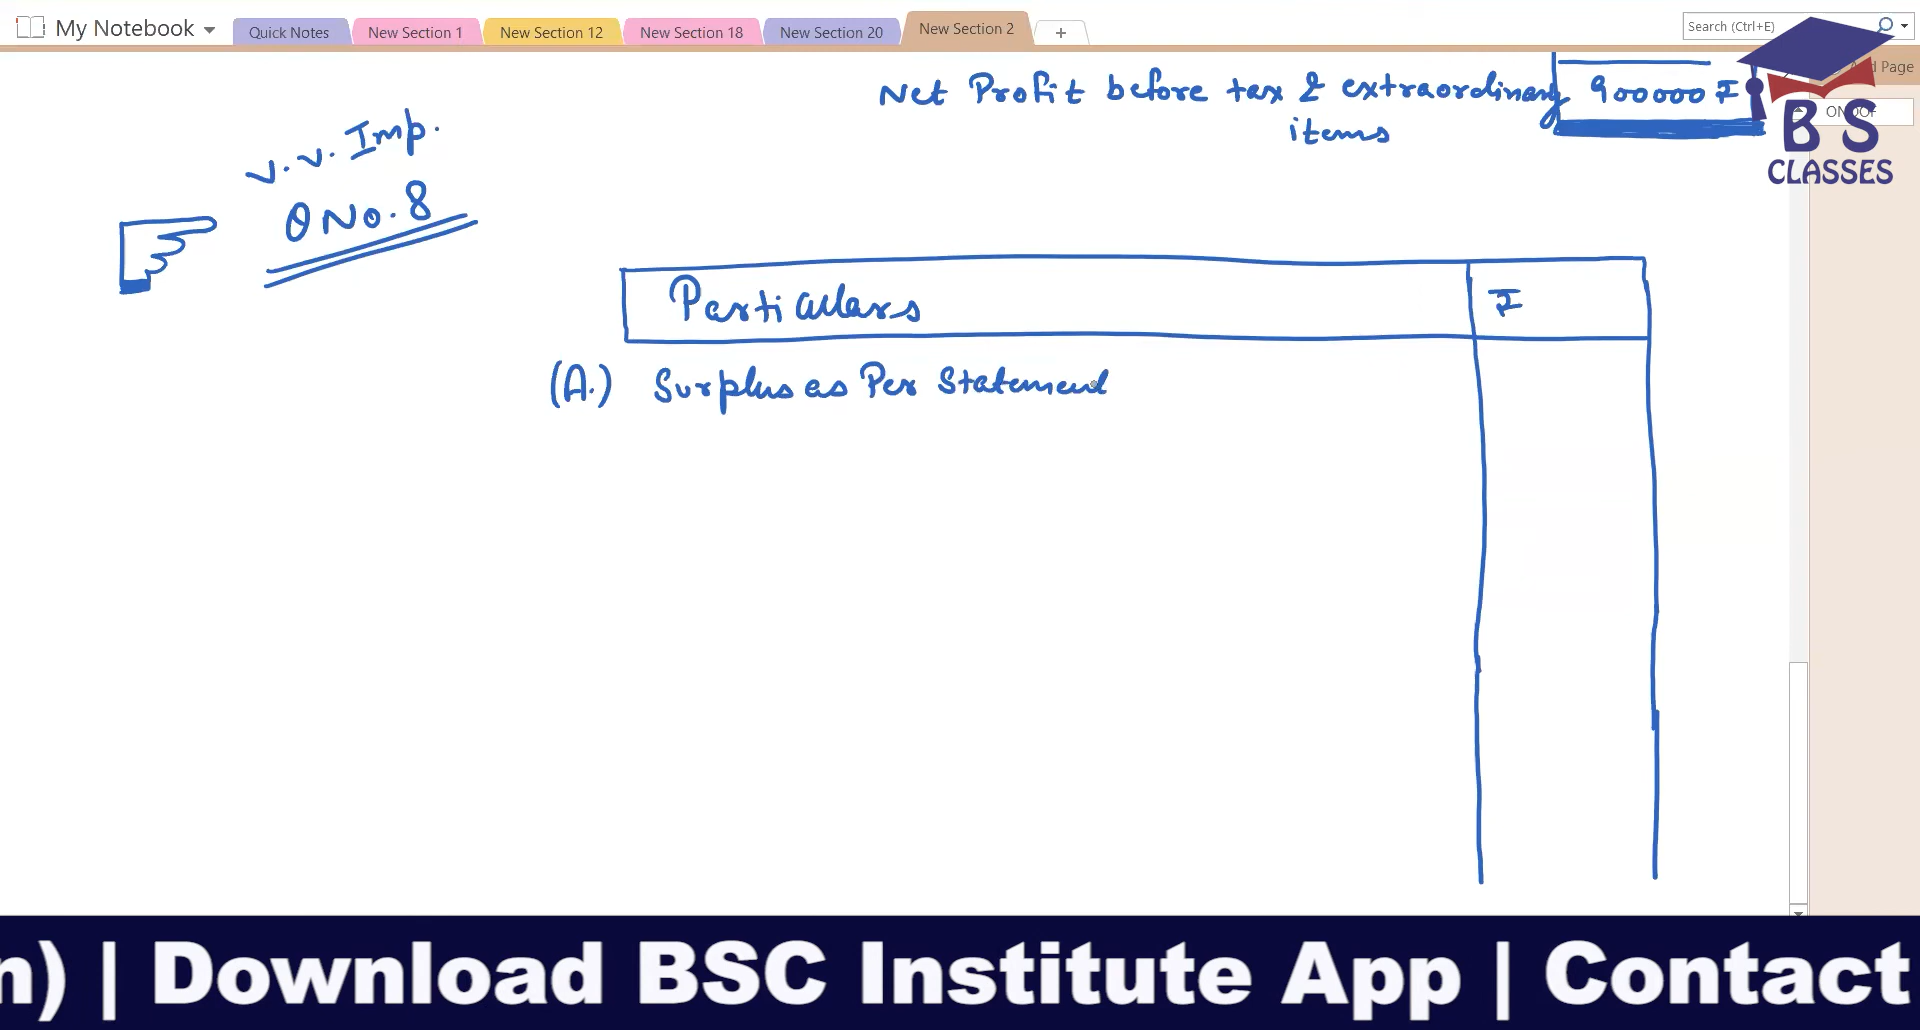 My Notebook
Quick Notes
New Section 1
New Section 12
New Section 18
New Section 20
New Section 2
+
Search (Ctrl+E)
Page
Net Profit before tax & extraordinary 900000 ₹
items
B S
CLASSES
V. V. Imp.
Q No. 8
Particulars ₹
(A.) Surplus as Per Statement
n) | Download BSC Institute App | Contact